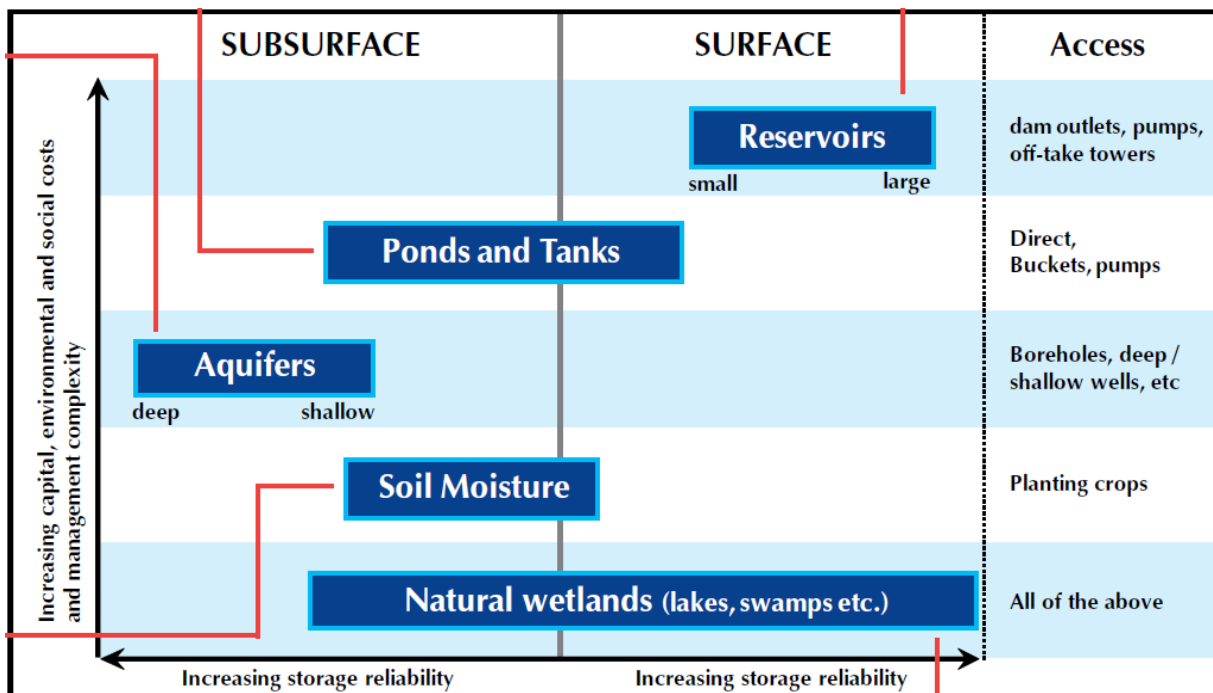 SUBSURFACE
SURFACE
Access
Increasing capital, environmental and social costs
and management complexity
Reservoirs
small
large
dam outlets, pumps,
off-take towers
Ponds and Tanks
Direct,
Buckets, pumps
Aquifers
deep
shallow
Boreholes, deep /
shallow wells, etc
Soil Moisture
Planting crops
Natural wetlands (lakes, swamps etc.)
All of the above
Increasing storage reliability
Increasing storage reliability